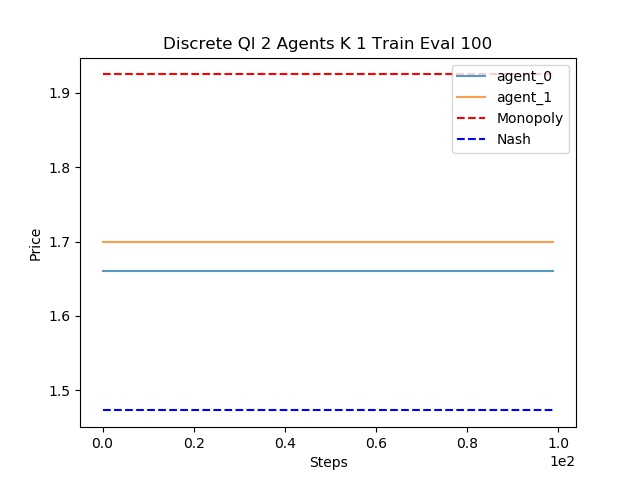 Discrete Ql 2 Agents K 1 Train Eval 100
agent_0
agent_1
Monopoly
Nash
Price
1.9
1.8
1.7
1.6
1.5
0.0 0.2 0.4 0.6 0.8 1.0
1e2
Steps